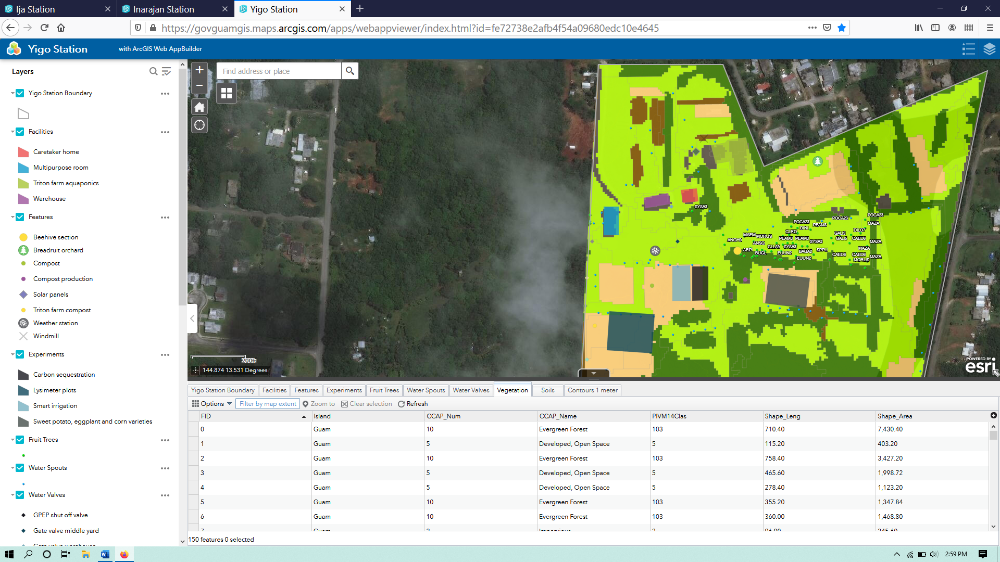 Ija Station
Inarajan Station
Yigo Station
https://govguamgis.maps.arcgis.com/apps/webappviewer/index.html?id=fe72738e2afb4f54a09680edc10e4645
Yigo Station
with ArcGIS Web AppBuilder
Layers
Yigo Station Boundary
Facilities
Caretaker home
Multipurpose room
Triton farm aquaponics
Warehouse
Features
Beehive section
Breadruit orchard
Compost
Compost production
Solar panels
Triton farm compost
Weather station
Windmill
Experiments
Carbon sequestration
Lysimeter plots
Smart irrigation
Sweet potato, eggplant and corn varieties
Fruit Trees
Water Spouts
Water Valves
GPEP shut off valve
Gate valve middle yard
Gate valve warehouse
Find address or place
SYSA3
POCA23
POCA23
POCA23
MAZA
PEAM3
DINI
CLRO
DILO7
GALI5
MAEM
MORUS
PEAM3
PEAM3
GALI5
CAED6
ANCH9
ANSQ
SYSA3
MAZA
CLLA9
SYSA3
MAZA
ARPI
BUGL
EUUN2
BAGA2
SPPU
CAED6
CAED6
MAZA
EUUN2
MORUS
200ft
144.874 13.531 Degrees
POWERED BY
esri
Yigo Station Boundary Facilities Features Experiments Fruit Trees Water Spouts Water Valves Vegetation Soils Contours 1 meter
Options Filter by map extent Zoom to Clear selection Refresh
FID Island CCAP_Num CCAP_Name PIVM14Clas Shape_Leng Shape_Area
0 Guam 10 Evergreen Forest 103 710.40 7,430.40
1 Guam 5 Developed, Open Space 5 115.20 403.20
2 Guam 10 Evergreen Forest 103 758.40 3,427.20
3 Guam 5 Developed, Open Space 5 465.60 1,998.72
4 Guam 5 Developed, Open Space 5 278.40 1,123.20
5 Guam 10 Evergreen Forest 103 355.20 1,347.84
6 Guam 10 Evergreen Forest 103 360.00 1,468.80
7 Guam 2 Impervious 2 96.00 345.60
150 features 0 selected
2:59 PM